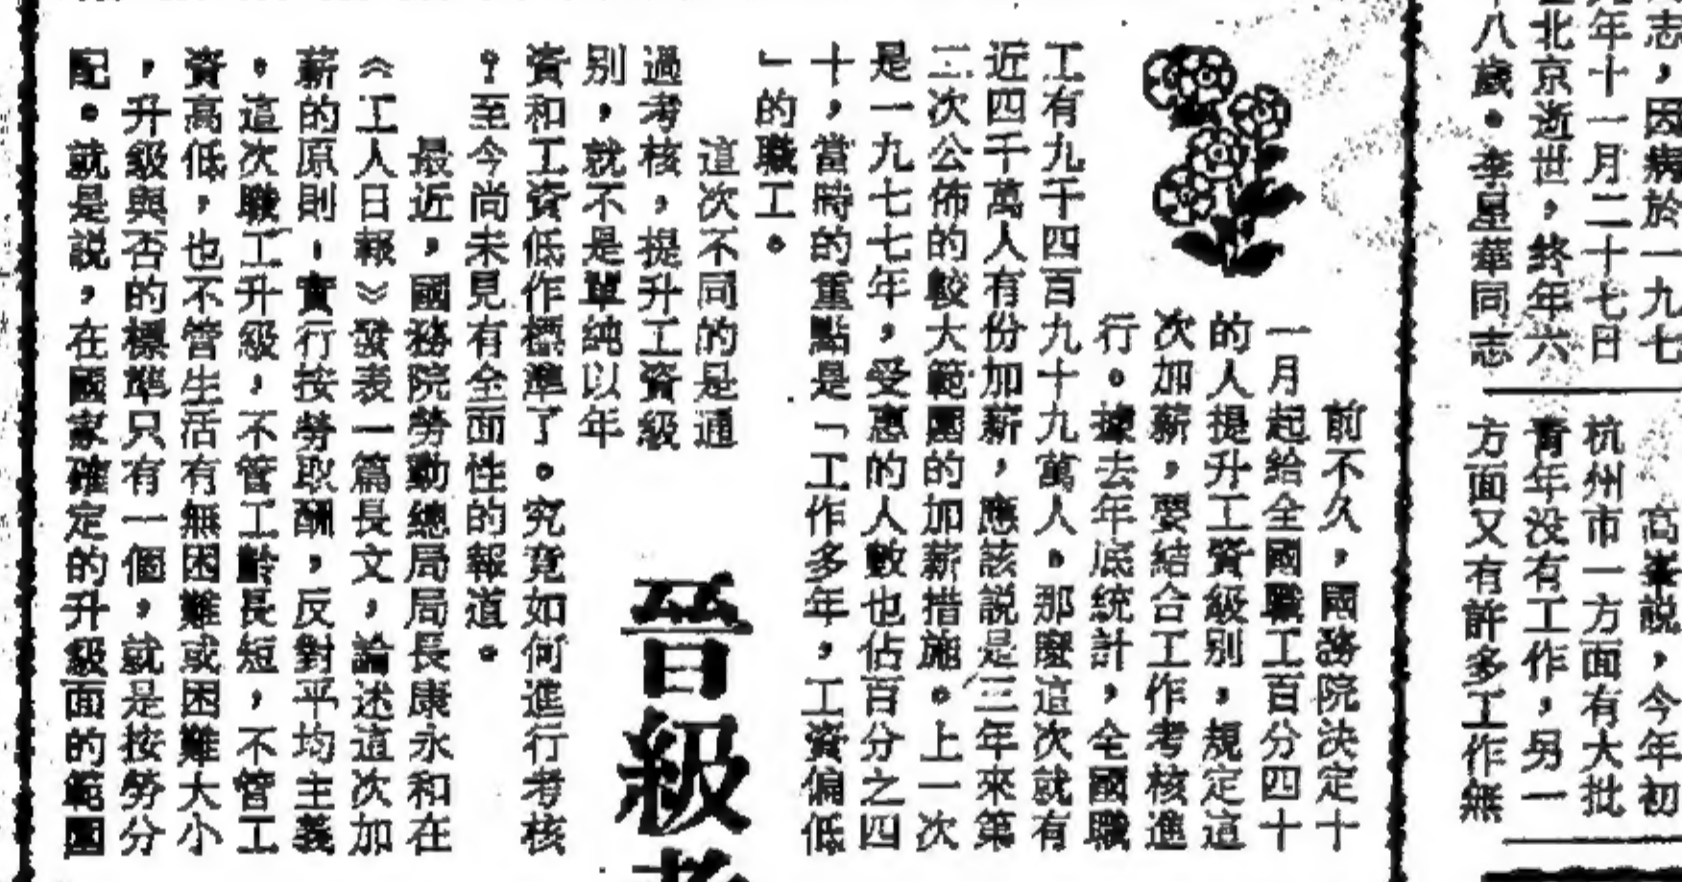 志，因病於一九七
年十一月二十七日
北京逝世，終年六
八歲。李星華同志
高峯説，今年初
杭州市一方面有大批
青年没有工作，另一
方面又有許多工作無
晉級
前不久，國務院決定十
一月起給全國職工百分四十
的人提升工資級别，規定這
次加薪，要結合工作考核進
行。據去年底統計，全國職
工有九千四百九十九萬人。那麼這次就有
近四千萬人有份加薪，應該説是三年來第
二次公佈的較大範圍的加薪措施。上一次
是一九七七年，受惠的人數也佔百分之四
十，當時的重點是「工作多年，工資偏低
」的職工。
這次不同的是通
過考核，提升工資級
别，就不是單純以年
資和工資低作標準了。究竟如何進行考核
？至今尚未見有全面性的報道。
最近，國務院勞動總局局長康永和在
《工人日報》發表一篇長文，論述這次加
薪的原則：實行按勞取酬，反對平均主義
。這次職工升級，不管工齡長短，不管工
資高低，也不管生活有無困難或困難大小
，升級與否的標準只有一個，就是按勞分
配。就是説，在國家確定的升級面的範圍